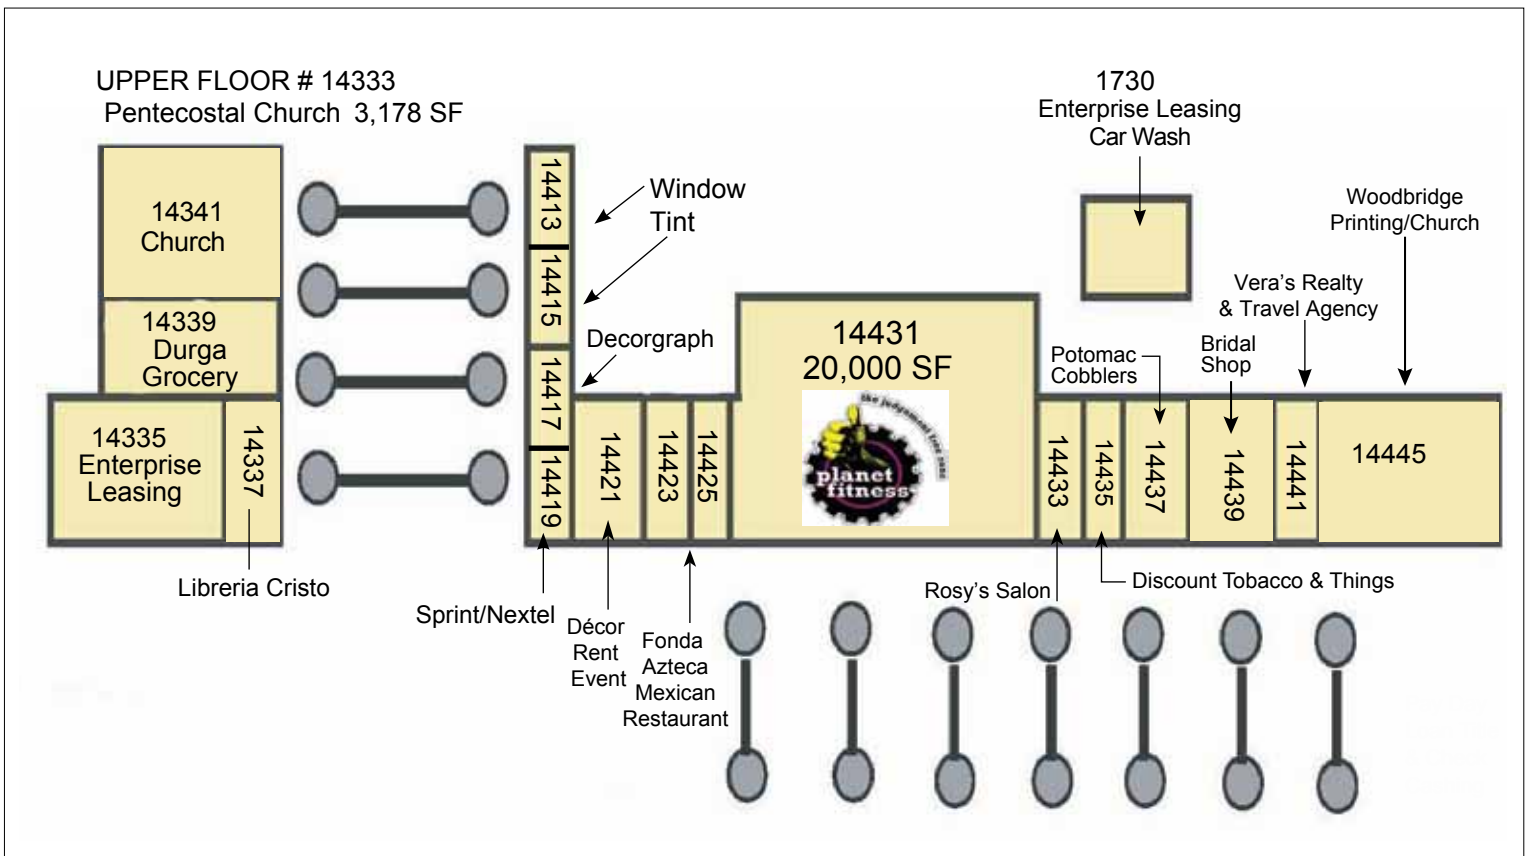 UPPER FLOOR # 14333
Pentecostal Church 3,178 SF
1730
Enterprise Leasing
Car Wash
14341
Church
14339
Durga
Grocery
14335
Enterprise
Leasing
14337
Libreria Cristo
14413
14415
14417
14419
Window
Tint
Decorgraph
Sprint/Nextel
14421
14423
14425
Décor
Rent
Event
Fonda
Azteca
Mexican
Restaurant
14431
20,000 SF
the judgement free zone
planet
fitness
14433
14435
14437
14439
14441
14445
Potomac
Cobblers
Bridal
Shop
Vera's Realty
& Travel Agency
Woodbridge
Printing/Church
Rosy's Salon
Discount Tobacco & Things